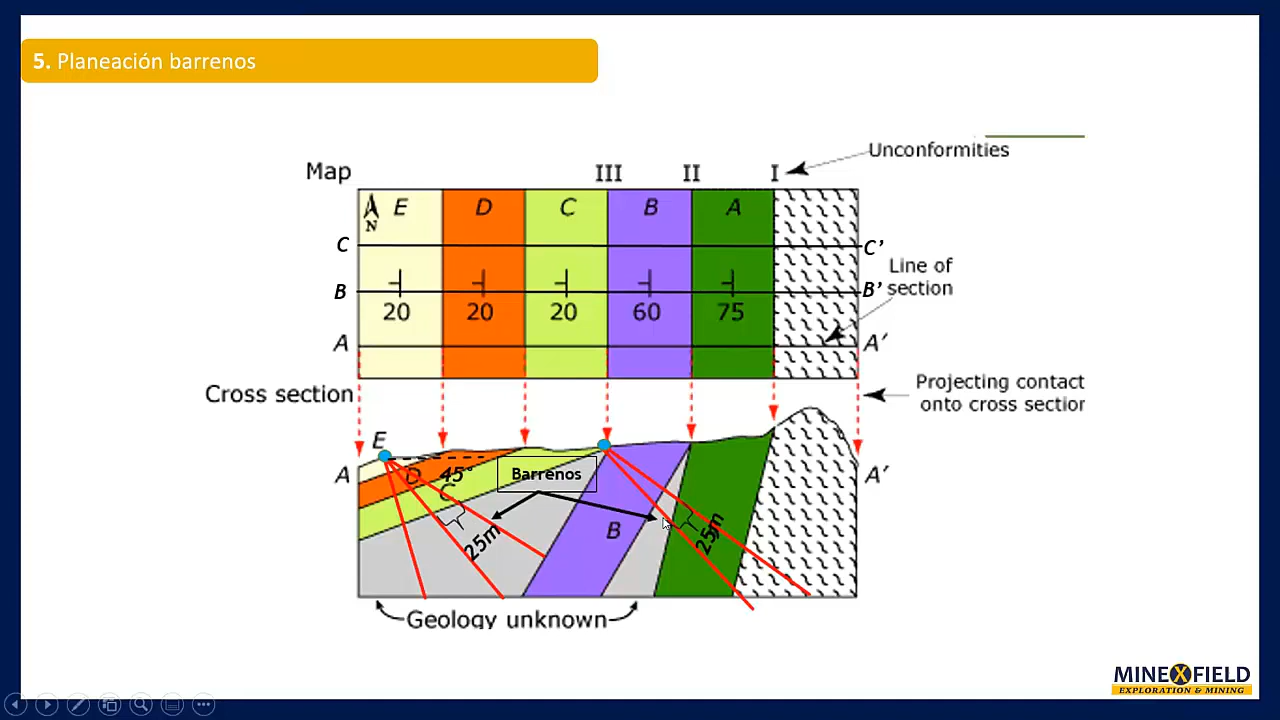 5. Planeación barrenos
Unconformities
Map
III
II
I
E
D
C
B
A
N
C
C’
Line of
section
B
B’
20
20
20
60
75
A
A’
Cross section
Projecting contact
onto cross sectior
E
A
D
45°
C
Barrenos
A’
25m
B
25m
Geology unknown
MINEXFIELD
EXPLORATION & MINING